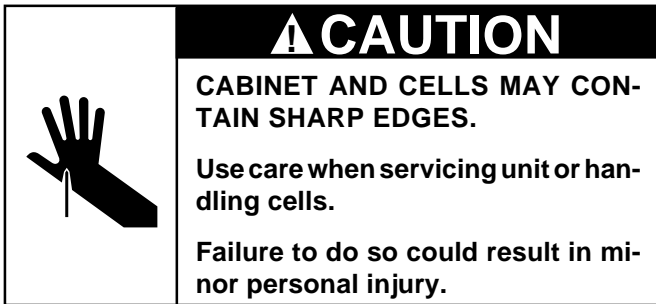 CAUTION
CABINET AND CELLS MAY CON-
TAIN SHARP EDGES.
Use care when servicing unit or han-
dling cells.
Failure to do so could result in mi-
nor personal injury.